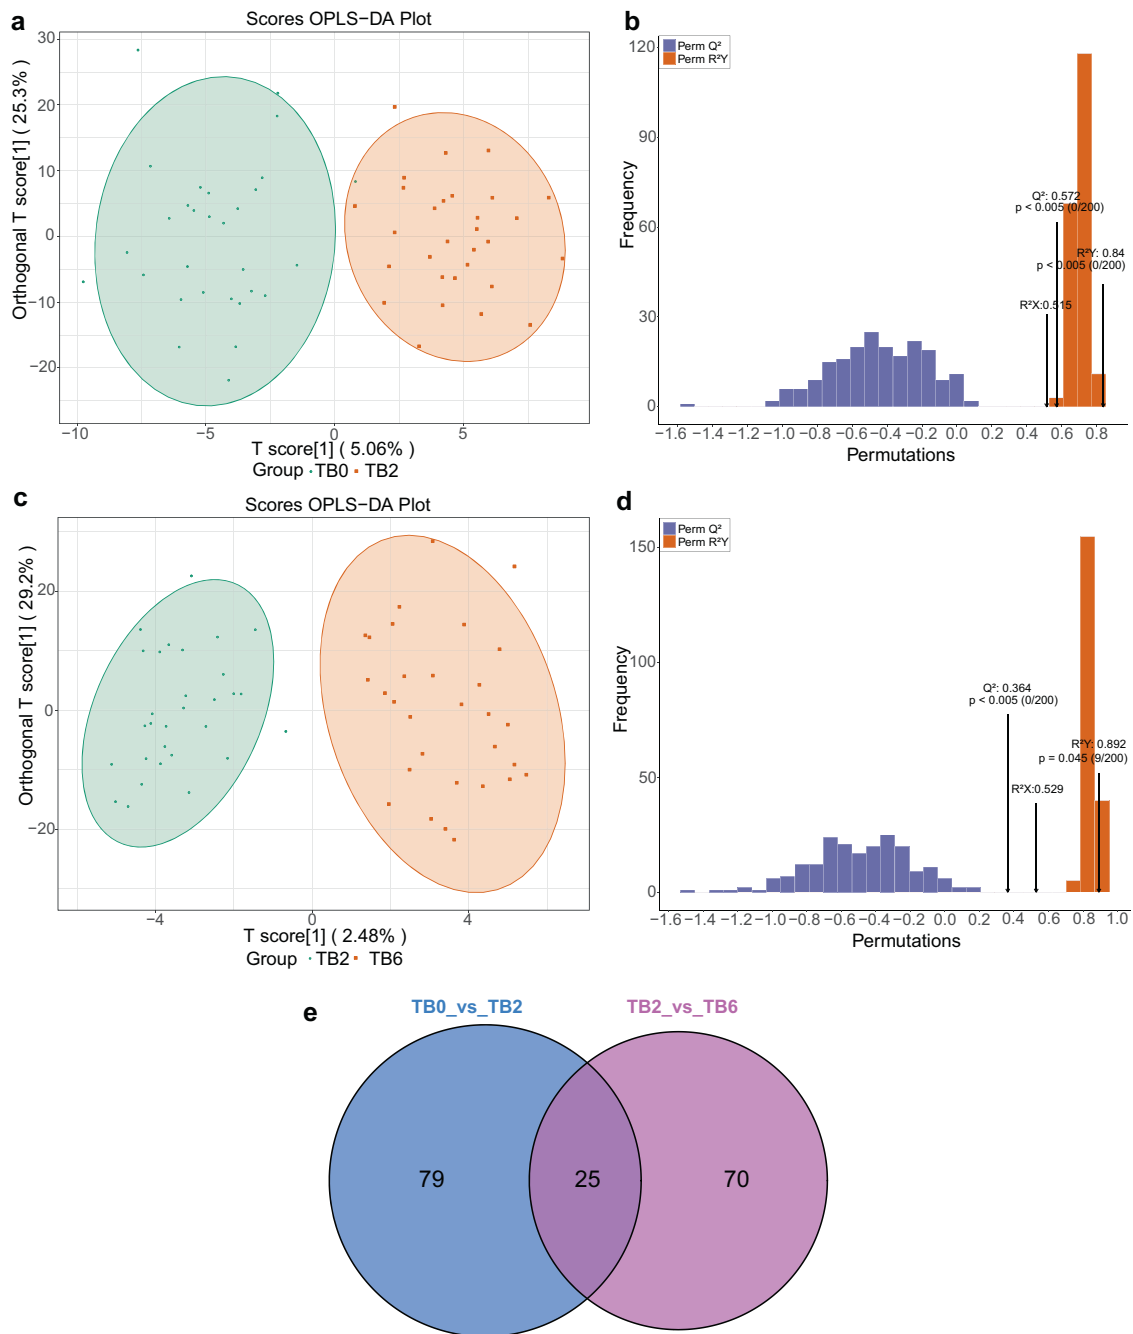 a
Scores OPLS−DA Plot
Orthogonal T score[1] ( 25.3% )
30
20
10
0
−10
−20
−10
−5
0
5
T score[1] ( 5.06% )
Group TB0 TB2
b
Perm Q²
Perm R²Y
Frequency
120
90
60
30
0
Q²: 0.572
p < 0.005 (0/200)
R²Y: 0.84
p < 0.005 (0/200)
R²X:0.515
−1.6 −1.4 −1.2 −1.0 −0.8 −0.6 −0.4 −0.2 0.0 0.2 0.4 0.6 0.8
Permutations
c
Scores OPLS−DA Plot
Orthogonal T score[1] ( 29.2% )
20
0
−20
−4
0
4
T score[1] ( 2.48% )
Group TB2 TB6
d
Perm Q²
Perm R²Y
Frequency
150
100
50
0
Q²: 0.364
p < 0.005 (0/200)
R²Y: 0.892
p = 0.045 (9/200)
R²X:0.529
−1.6 −1.4 −1.2 −1.0 −0.8 −0.6 −0.4 −0.2 0.0 0.2 0.4 0.6 0.8 1.0
Permutations
e
TB0_vs_TB2
TB2_vs_TB6
79
25
70